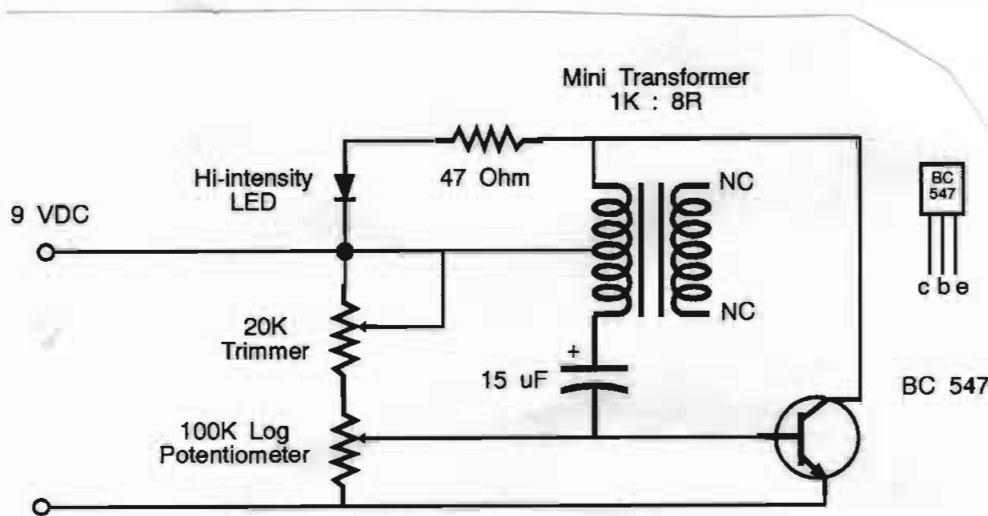 Mini Transformer
1K : 8R
Hi-intensity
LED
47 Ohm
NC
BC
547
9 VDC
NC
c b e
20K
Trimmer
+
15 uF
BC 547
100K Log
Potentiometer